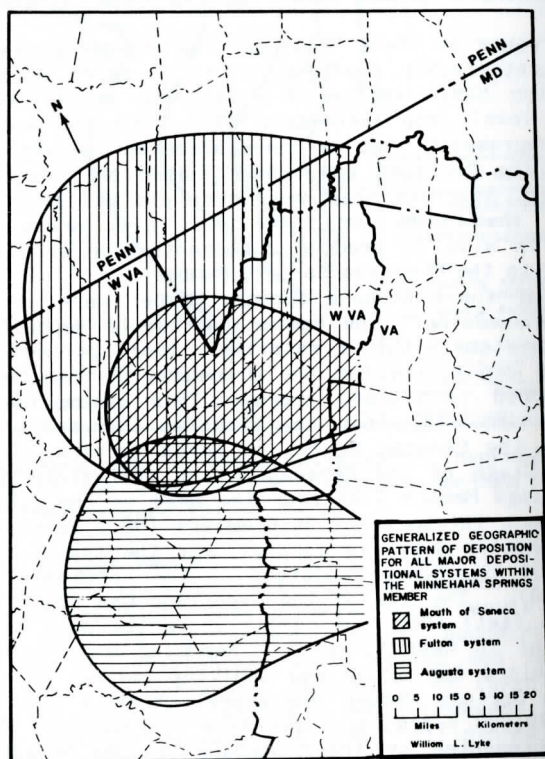 PENN
MD
N
PENN
W VA
W VA
VA
GENERALIZED GEOGRAPHIC
PATTERN OF DEPOSITION
FOR ALL MAJOR DEPOSI-
TIONAL SYSTEMS WITHIN
THE MINNEHAHA SPRINGS
MEMBER
Mouth of Seneca
system
Fulton system
Augusta system
0 5 10 15 0 5 10 15 20
Miles Kilometers
William L. Lyke